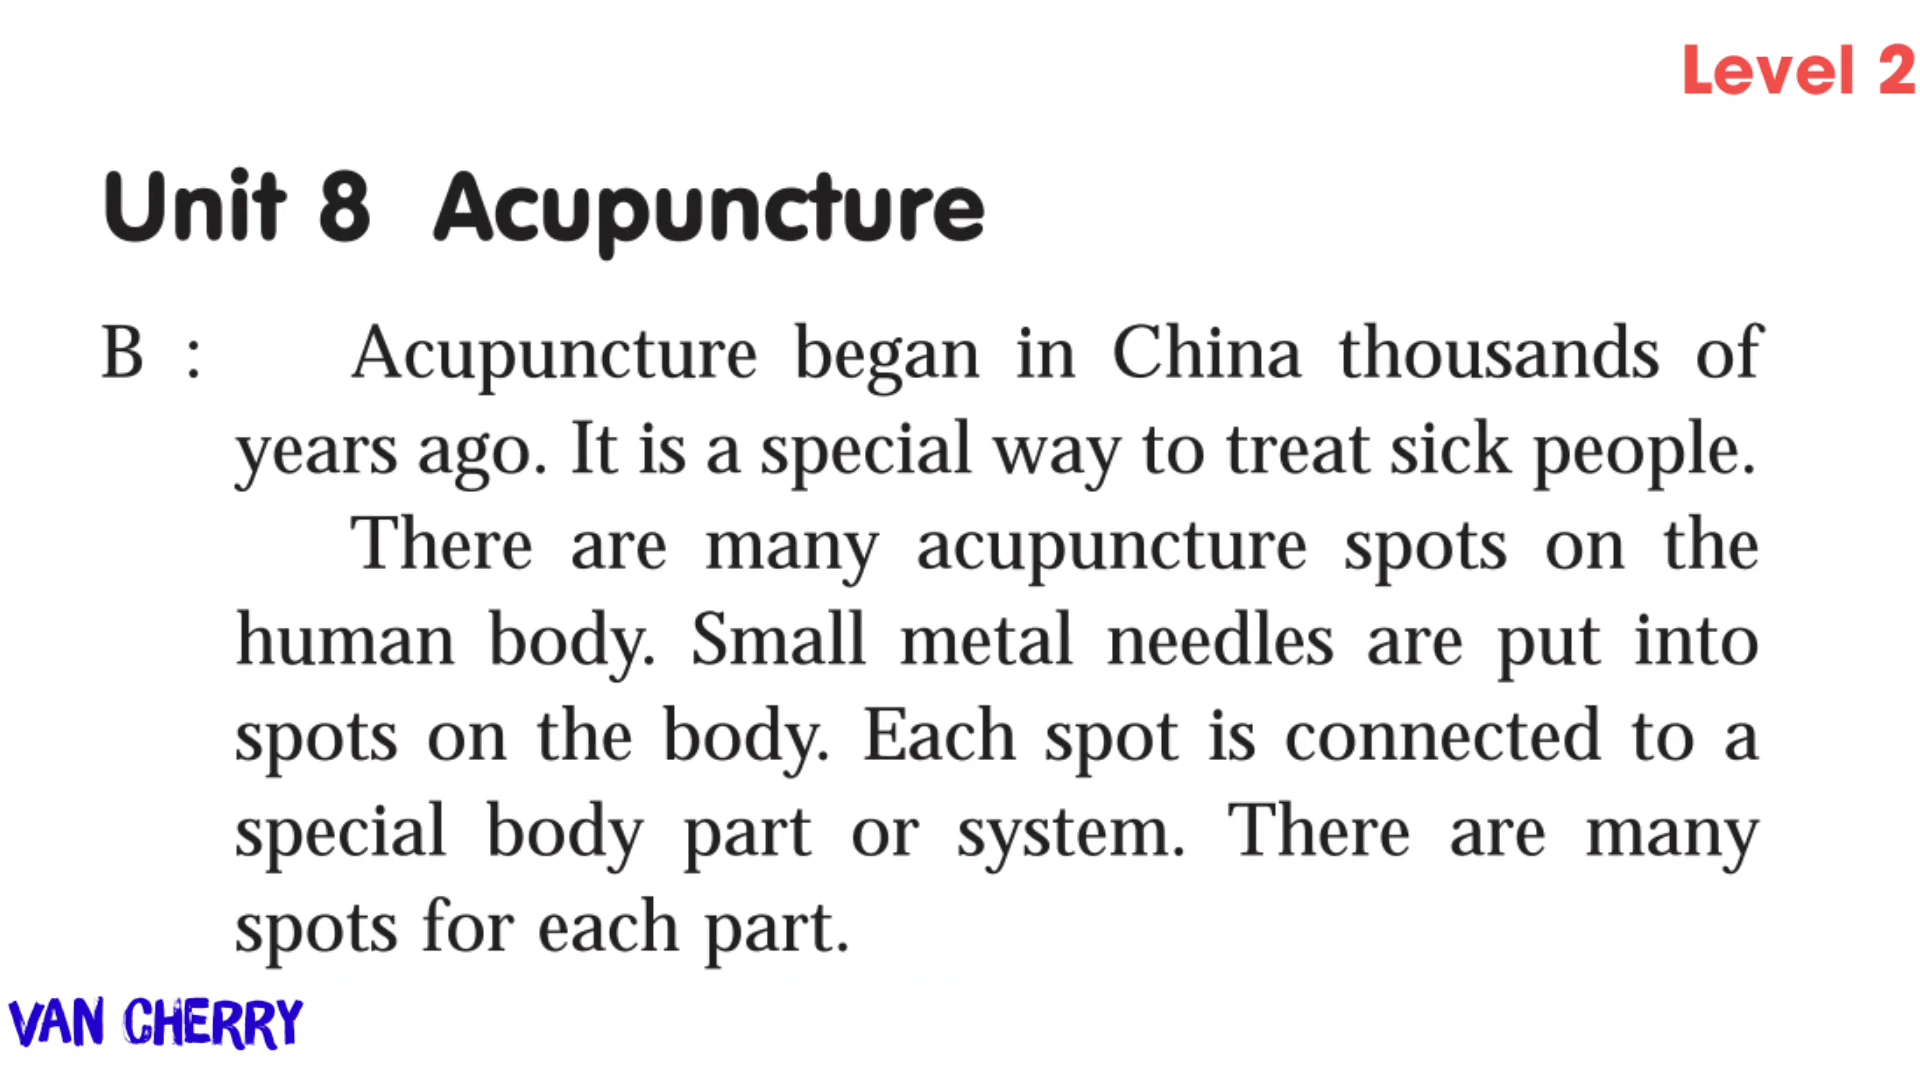 Level 2
Unit 8 Acupuncture
B : Acupuncture began in China thousands of
years ago. It is a special way to treat sick people.
There are many acupuncture spots on the
human body. Small metal needles are put into
spots on the body. Each spot is connected to a
special body part or system. There are many
spots for each part.
VAN CHERRY